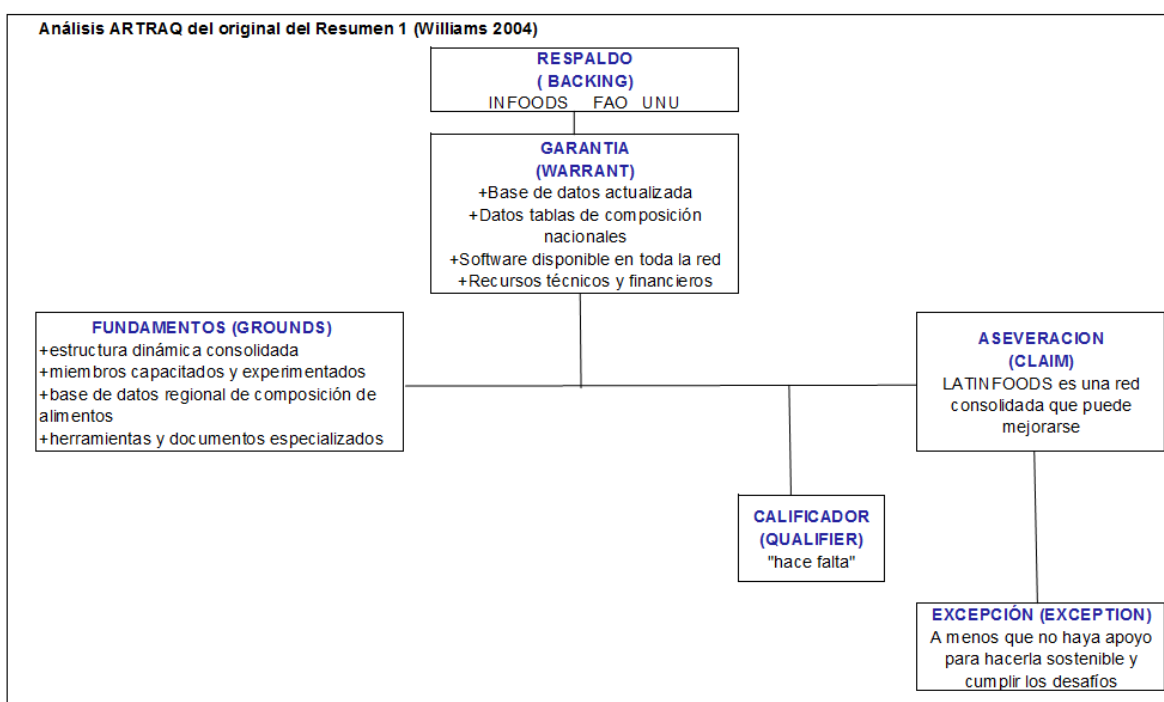 Análisis ARTRAQ del original del Resumen 1 (Williams 2004)
RESPALDO
( BACKING)
INFOODS FAO UNU
GARANTIA
(WARRANT)
+Base de datos actualizada
+Datos tablas de composición
nacionales
+Software disponible en toda la red
+Recursos técnicos y financieros
FUNDAMENTOS (GROUNDS)
+estructura dinámica consolidada
+miembros capacitados y experimentados
+base de datos regional de composición de
alimentos
+herramientas y documentos especializados
ASEVERACION
(CLAIM)
LATINFOODS es una red
consolidada que puede
mejorarse
CALIFICADOR
(QUALIFIER)
"hace falta"
EXCEPCIÓN (EXCEPTION)
A menos que no haya apoyo
para hacerla sostenible y
cumplir los desafíos